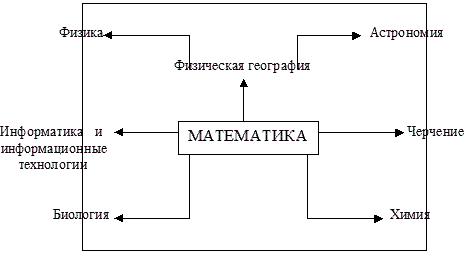 Физика
Астрономия
Физическая география
Информатика и
информационные
технологии
МАТЕМАТИКА
Черчение
Биология
Химия